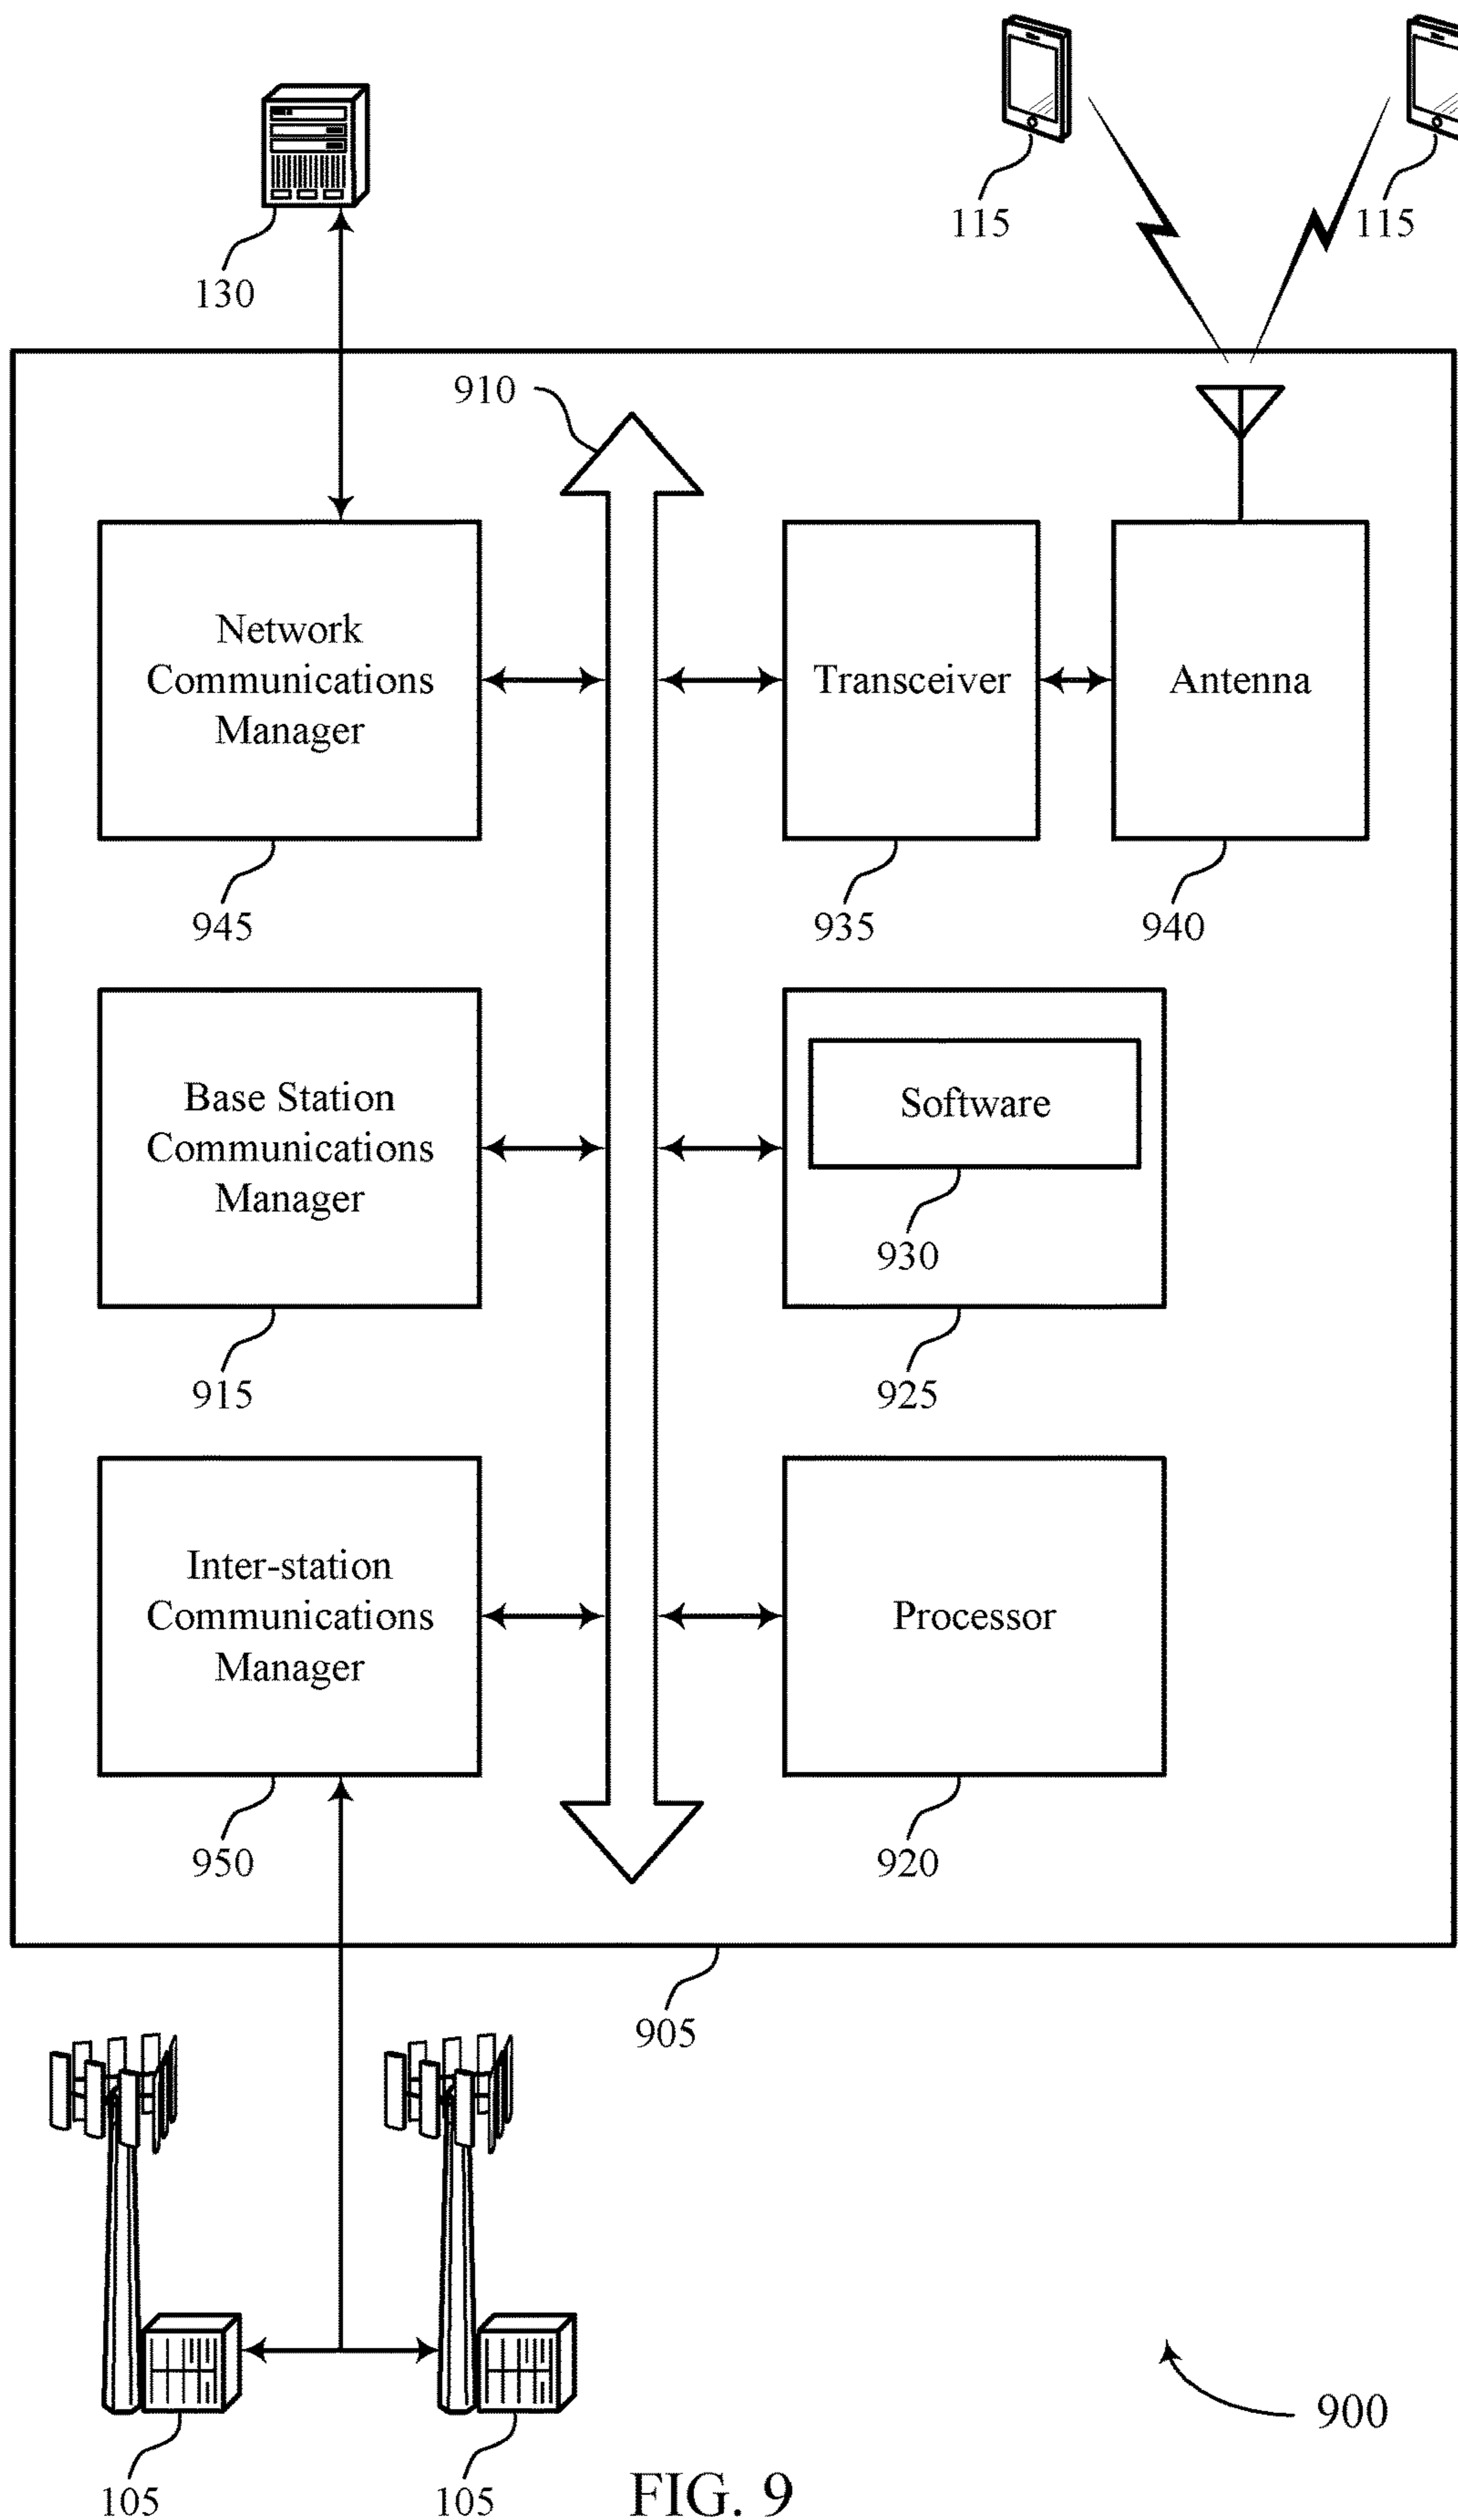 115
115
130
910
Network
Communications
Manager
Transceiver
Antenna
945
935
940
Base Station
Communications
Manager
Software
930
915
925
Inter-station
Communications
Manager
Processor
950
920
905
900
105
105
FIG. 9